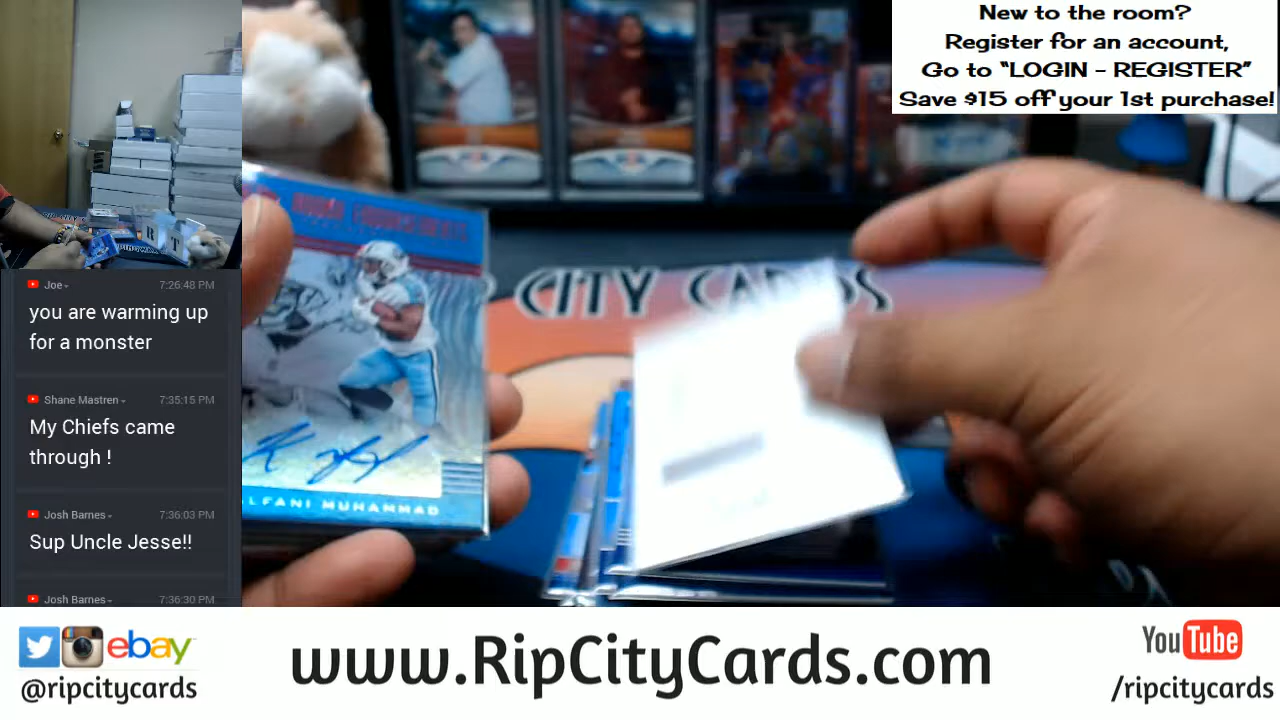 New to the room?
Register for an account,
Go to "LOGIN - REGISTER"
Save $15 off your 1st purchase!
CITY CARDS
Joe
7:26:48 PM
you are warming up
for a monster
Shane Mastren
7:35:15 PM
My Chiefs came
through !
Josh Barnes
7:36:03 PM
Sup Uncle Jesse!!
Josh Barnes
7:36:30 PM
LFANI MUHAMMAD
R T
ebay
@ripcitycards
www.RipCityCards.com
YouTube
/ripcitycards